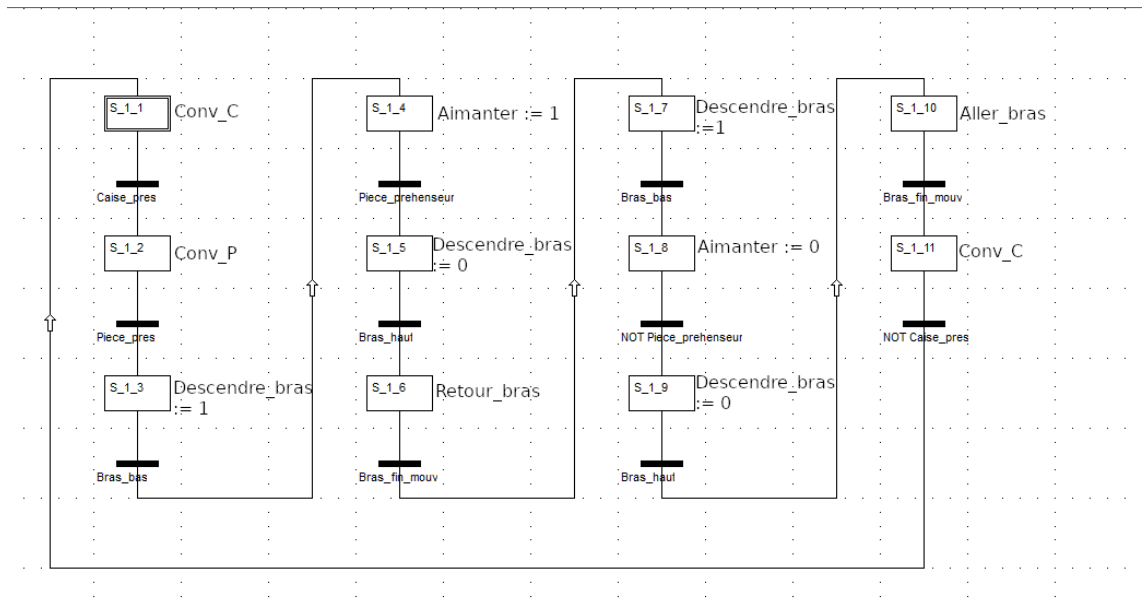 S_1_1
Conv_C
Caise_pres
S_1_2
Conv_P
Piece_pres
S_1_3
Descendre_bras
:= 1
Bras_bas
S_1_4
Aimanter := 1
Piece_prehenseur
S_1_5
Descendre_bras
:= 0
Bras_haut
S_1_6
Retour_bras
Bras_fin_mouv
S_1_7
Descendre_bras
:=1
Bras_bas
S_1_8
Aimanter := 0
NOT Piece_prehenseur
S_1_9
Descendre_bras
:= 0
Bras_haut
S_1_10
Aller_bras
Bras_fin_mouv
S_1_11
Conv_C
NOT Caise_pres